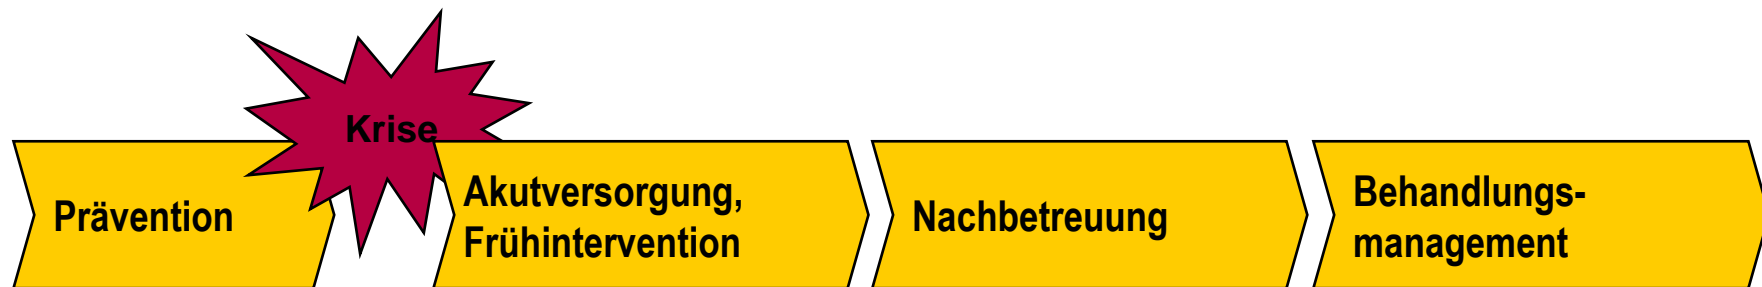 Krise
Prävention
Akutversorgung,
Frühintervention
Nachbetreuung
Behandlungs-
management